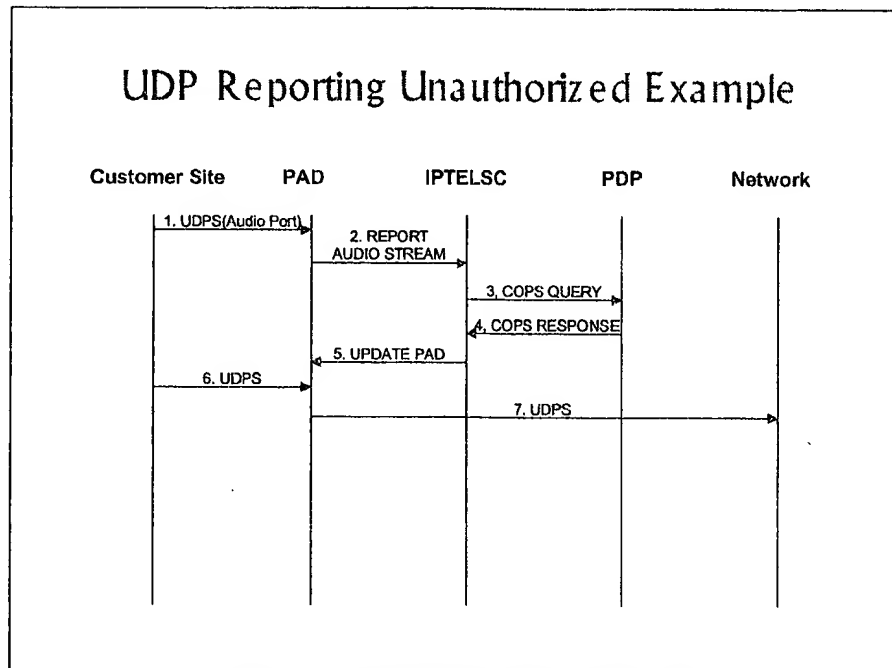 UDP Reporting Unauthorized Example
Customer Site PAD IPTELSC PDP Network
1. UDPS(Audio Port)
2. REPORT
AUDIO STREAM
3, COPS QUERY
4, COPS RESPONSE
5. UPDATE PAD
6. UDPS
7. UDPS